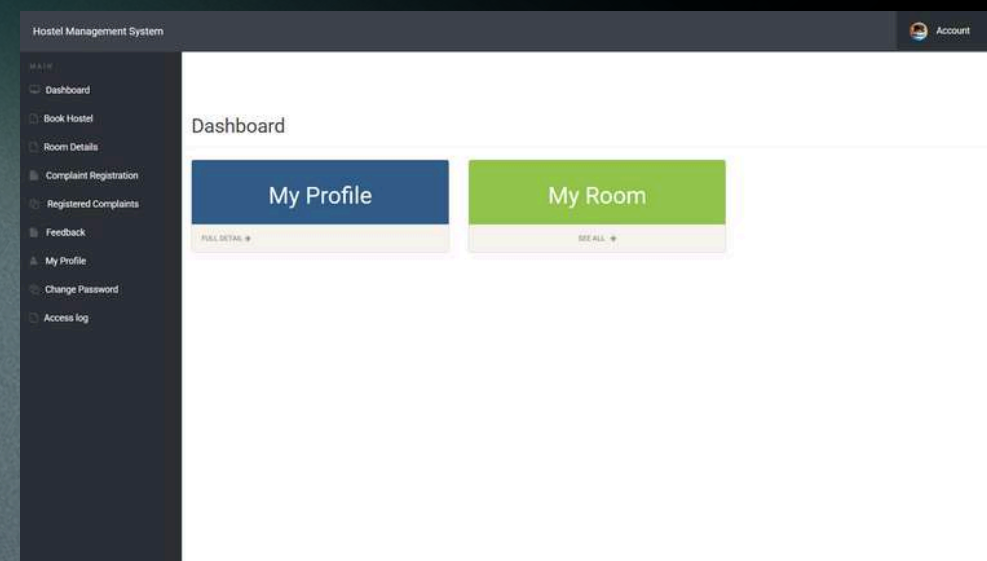 Hostel Management System
Account
MAIN
Dashboard
Book Hostel
Room Details
Complaint Registration
Registered Complaints
Feedback
My Profile
Change Password
Access log
Dashboard
My Profile
My Room
FULL DETAIL
SEE ALL